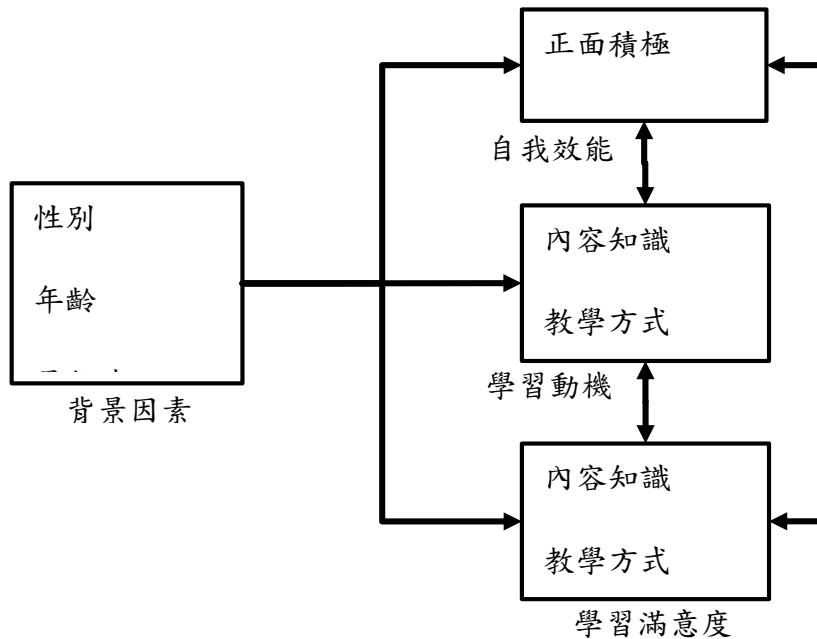 正面積極
自我效能
性別
年齡
背景因素
內容知識
教學方式
學習動機
內容知識
教學方式
學習滿意度